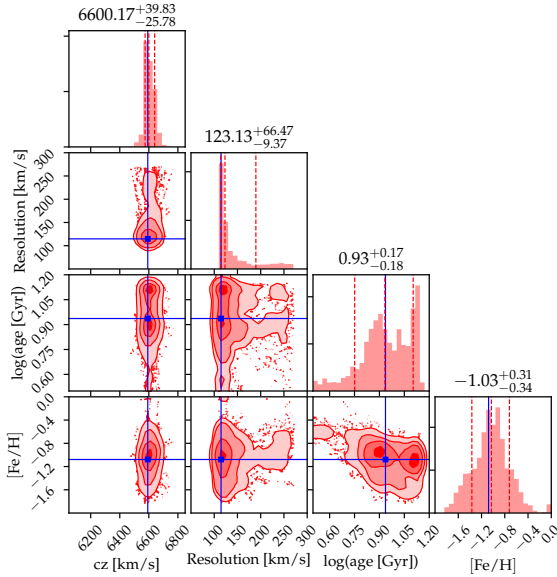 6600.17+39.83−25.78
123.13+66.47−9.37
0.93+0.17−0.18
−1.03+0.31−0.34
Resolution [km/s]
300
250
200
150
100
log(age [Gyr])
1.20
1.05
0.90
0.75
0.60
[Fe/H]
0.0
−0.4
−0.8
−1.2
−1.6
6200 6400 6600 6800
cz [km/s]
100 150 200 250 300
Resolution [km/s]
0.60 0.75 0.90 1.05 1.20
log(age [Gyr])
−1.6 −1.2 −0.8 −0.4 0.0
[Fe/H]